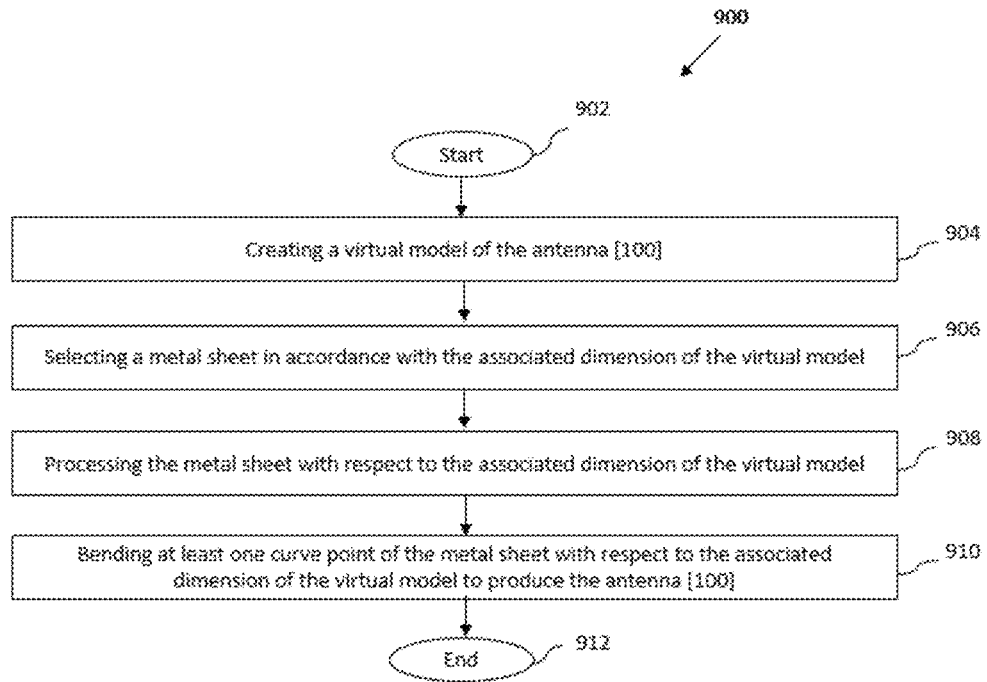 900
902
Start
904
Creating a virtual model of the antenna [100]
906
Selecting a metal sheet in accordance with the associated dimension of the virtual model
908
Processing the metal sheet with respect to the associated dimension of the virtual model
910
Bending at least one curve point of the metal sheet with respect to the associated
dimension of the virtual model to produce the antenna [100]
End
912